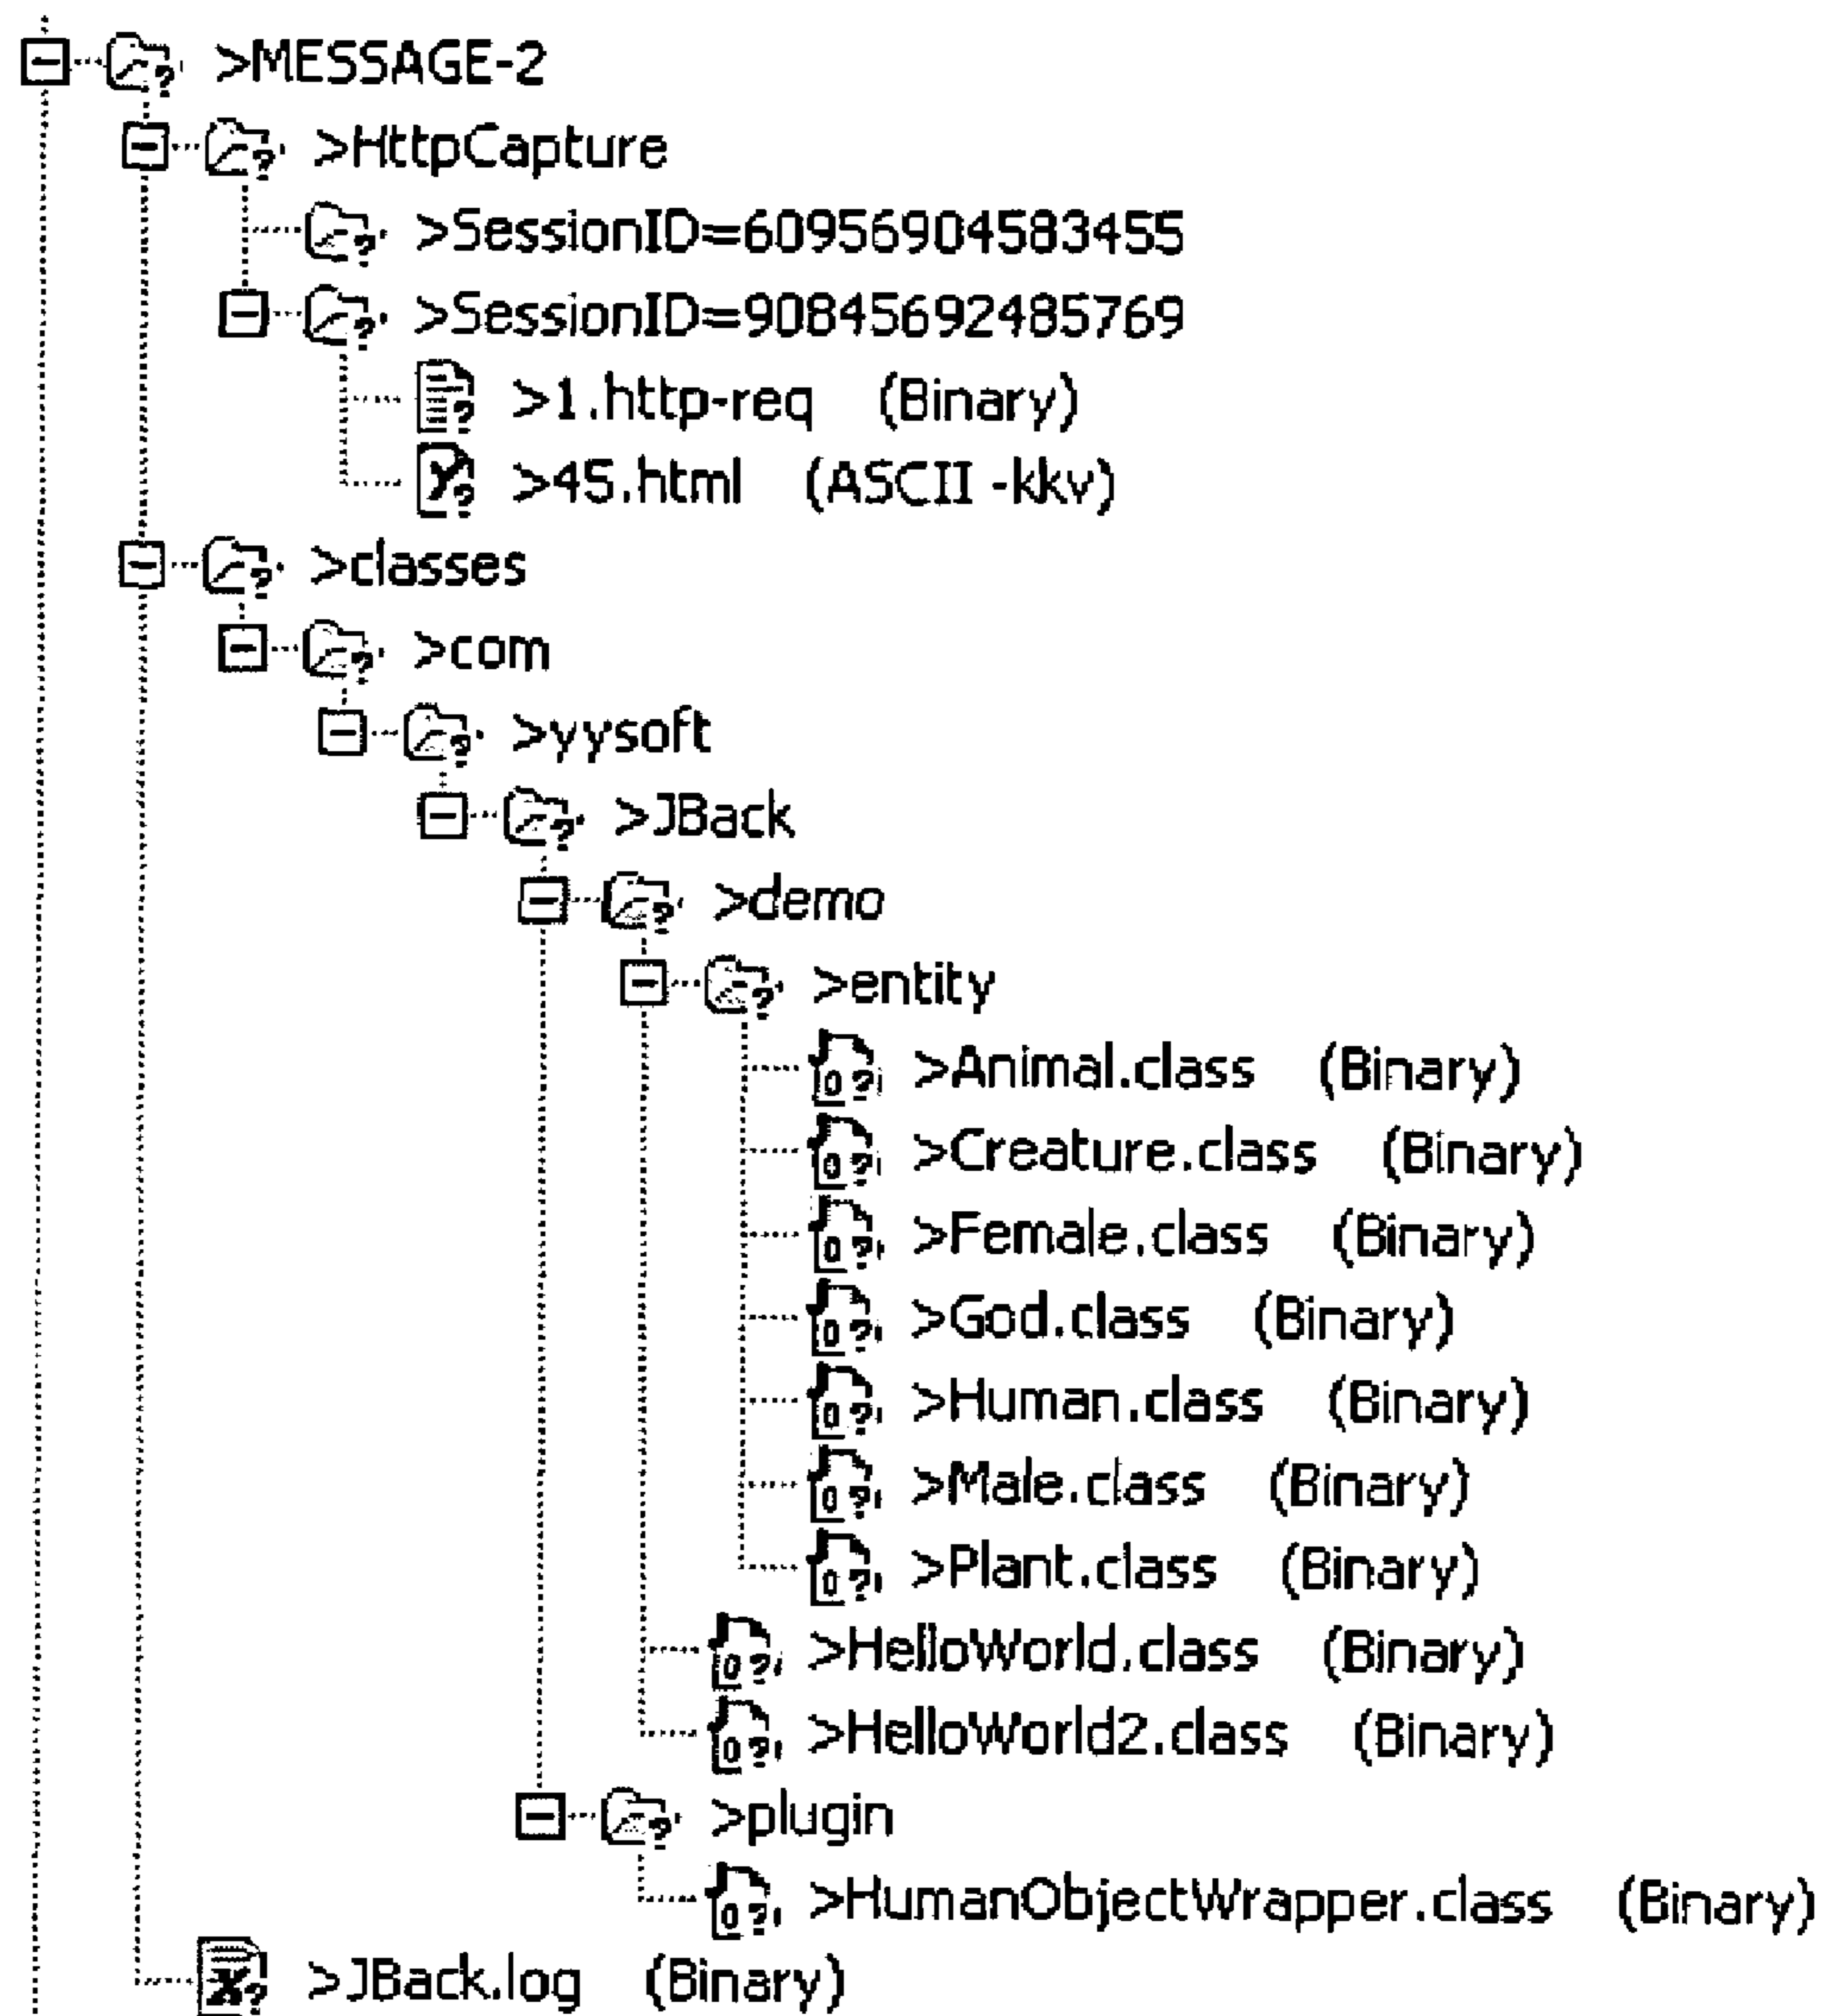 >MESSAGE-2
>HttpCapture
>SessionID=60956904583455
>SessionID=90845692485769
>1.http-req (Binary)
>45.html (ASCII -kkv)
>classes
>com
>yysoft
>JBack
>demo
>entity
>Animal.class (Binary)
>Creature.class (Binary)
>Female.class (Binary)
>God.class (Binary)
>Human.class (Binary)
>Male.class (Binary)
>Plant.class (Binary)
>HelloWorld.class (Binary)
>HelloWorld2.class (Binary)
>plugin
>HumanObjectWrapper.class (Binary)
>JBack.log (Binary)